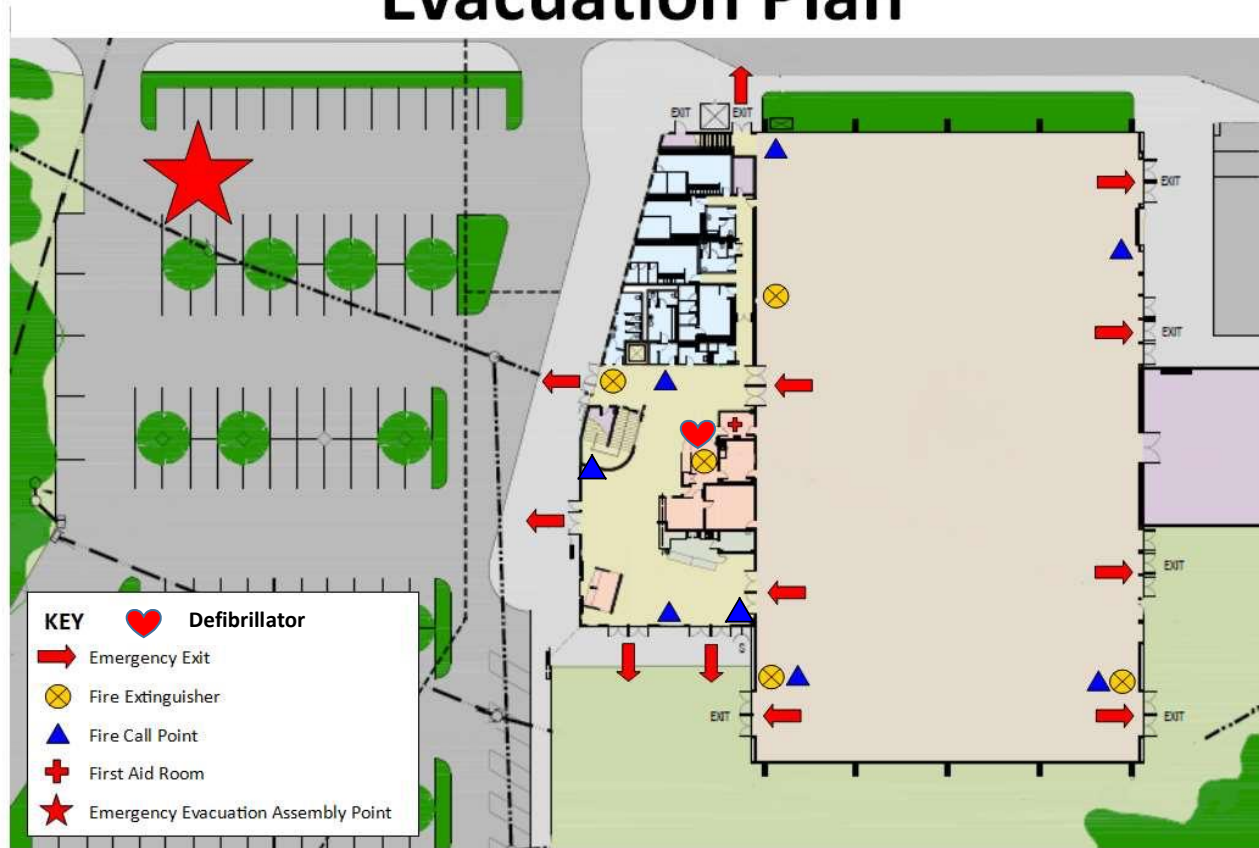 Evacuation Plan
EXIT
EXIT
EXIT
EXIT
EXIT
S
EXIT
EXIT
KEY
Defibrillator
Emergency Exit
Fire Extinguisher
Fire Call Point
First Aid Room
Emergency Evacuation Assembly Point